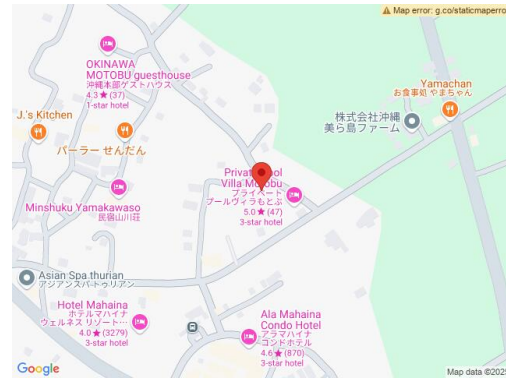 Map error: g.co/staticmaperro
OKINAWA
MOTOBU guesthouse
沖縄本部ゲストハウス
4.3★(37)
1-star hotel
Yamachan
お食事処 やまちゃん
J.'s Kitchen
株式会社沖縄
美ら島ファーム
パーラー せんだん
Villa Motobu
プライベート
プールヴィラもとぶ
5.0★(47)
3-star hotel
Minshuku Yamakawaso
民宿山川荘
Asian Spa thurian
アジアンスパトゥリアン
Hotel Mahaina
ホテルマハイナ
ウェルネス リゾート…
4.0★(3279)
3-star hotel
Ala Mahaina
Condo Hotel
アラマハイナ
コンドホテル
4.6★(870)
3-star hotel
Google
Map data ©202